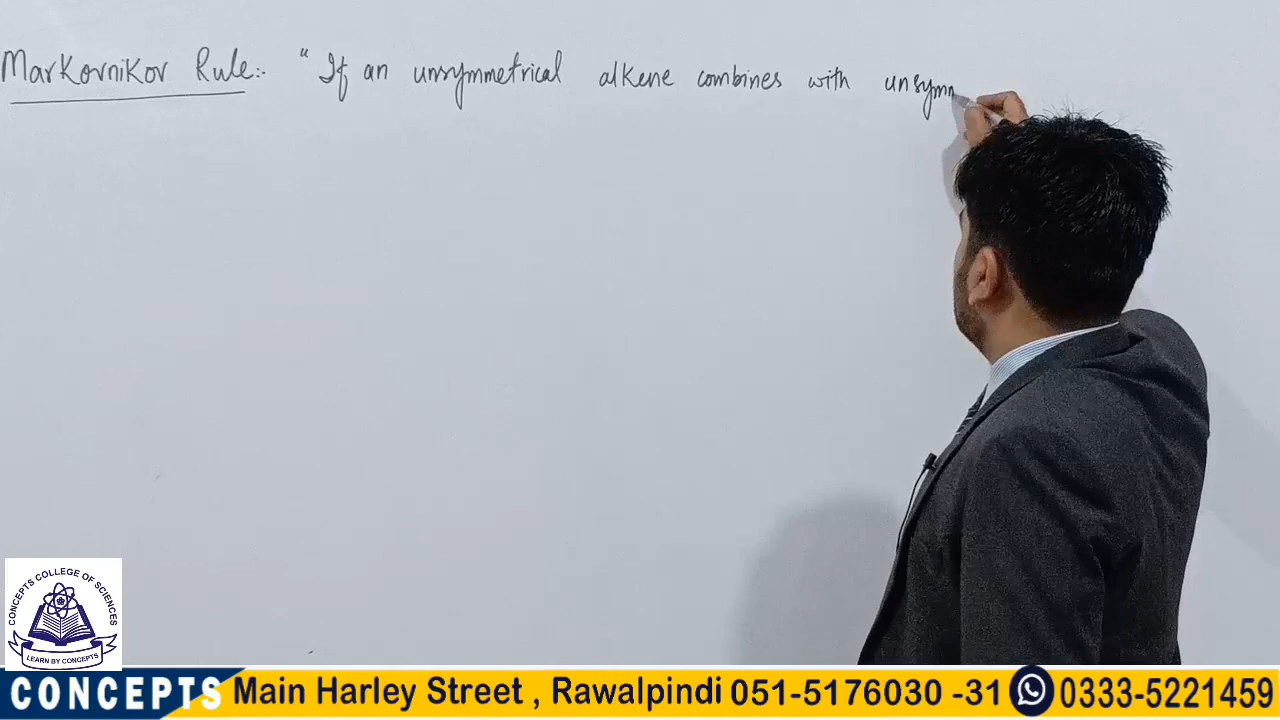 MarKovniKov Rule:- "If an unsymmetrical alkene combines with unsymm
CONCEPTS COLLEGE OF SCIENCES
LEARN BY CONCEPTS
CONCEPTS Main Harley Street , Rawalpindi 051-5176030 -31 0333-5221459